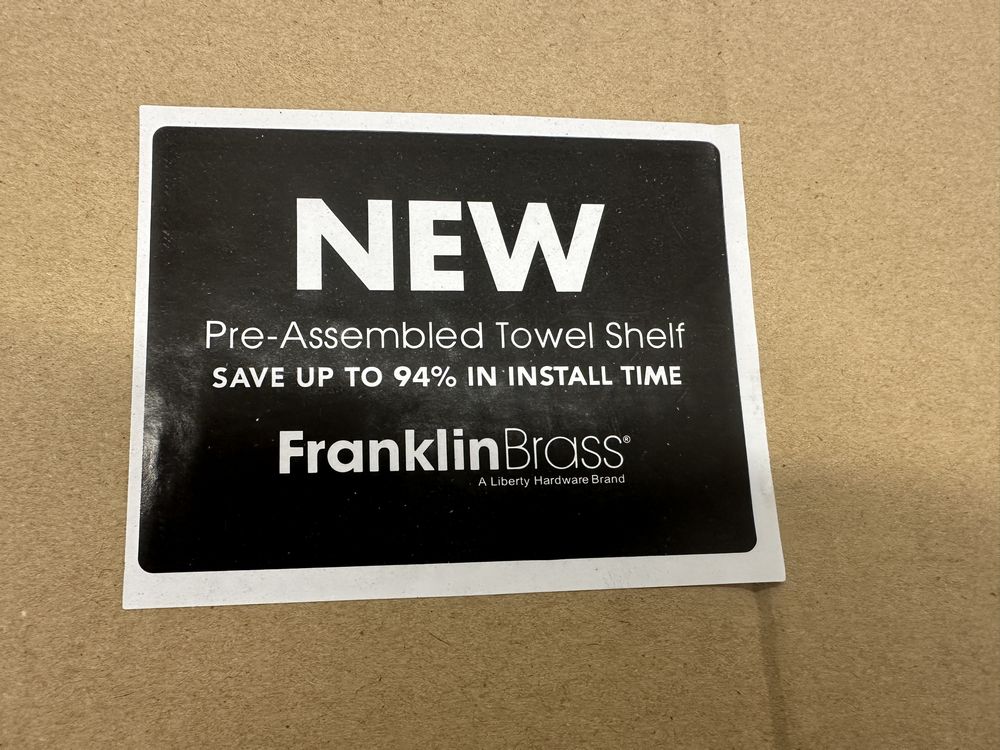 NEW
Pre-Assembled Towel Shelf
SAVE UP TO 94% IN INSTALL TIME
FranklinBrass®
A Liberty Hardware Brand